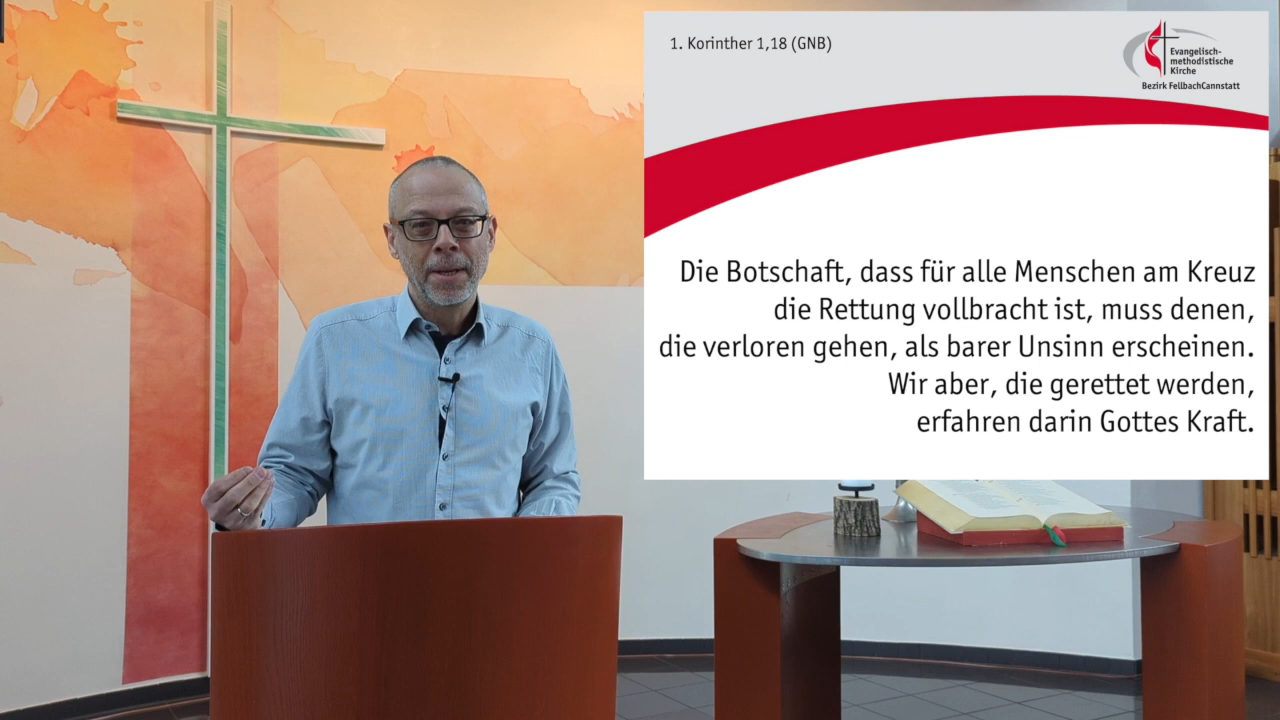 1. Korinther 1,18 (GNB)
Evangelisch-
methodistische
Kirche
Bezirk FellbachCannstatt
Die Botschaft, dass für alle Menschen am Kreuz
die Rettung vollbracht ist, muss denen,
die verloren gehen, als barer Unsinn erscheinen.
Wir aber, die gerettet werden,
erfahren darin Gottes Kraft.